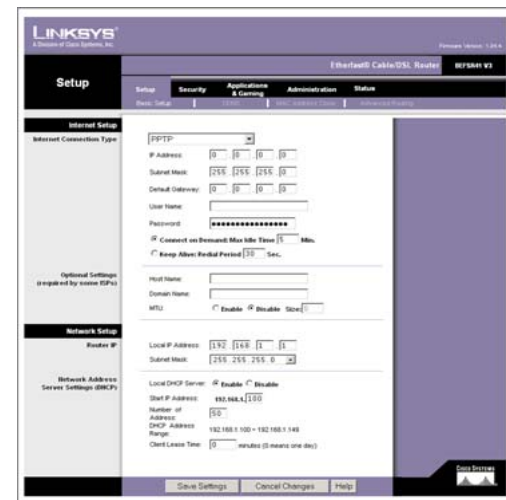 LINKSYS®
A Division of Cisco Systems, Inc.
Firmware Version: 1.04.4
Etherfast® Cable/DSL Router BEFSR41 V3
Setup
Setup Security Applications & Gaming Administration Status
Basic Setup DDNS MAC Address Clone Advanced Routing
Internet Setup
Internet Connection Type
PPTP
IP Address: 0 . 0 . 0 . 0
Subnet Mask: 255 . 255 . 255 . 0
Default Gateway: 0 . 0 . 0 . 0
User Name:
Password:
Connect on Demand: Max Idle Time 5 Min.
Keep Alive: Redial Period 30 Sec.
Optional Settings
(required by some ISPs)
Host Name:
Domain Name:
MTU: Enable Disable Size: 0
Network Setup
Router IP
Local IP Address: 192 . 168 . 1 . 1
Subnet Mask: 255.255.255.0
Network Address
Server Settings (DHCP)
Local DHCP Server: Enable Disable
Start IP Address: 192.168.1. 100
Number of
Address: 50
DHCP Address
Range: 192.168.1.100 ~ 192.168.1.149
Client Lease Time: 0 minutes (0 means one day)
Save Settings Cancel Changes Help
Cisco Systems